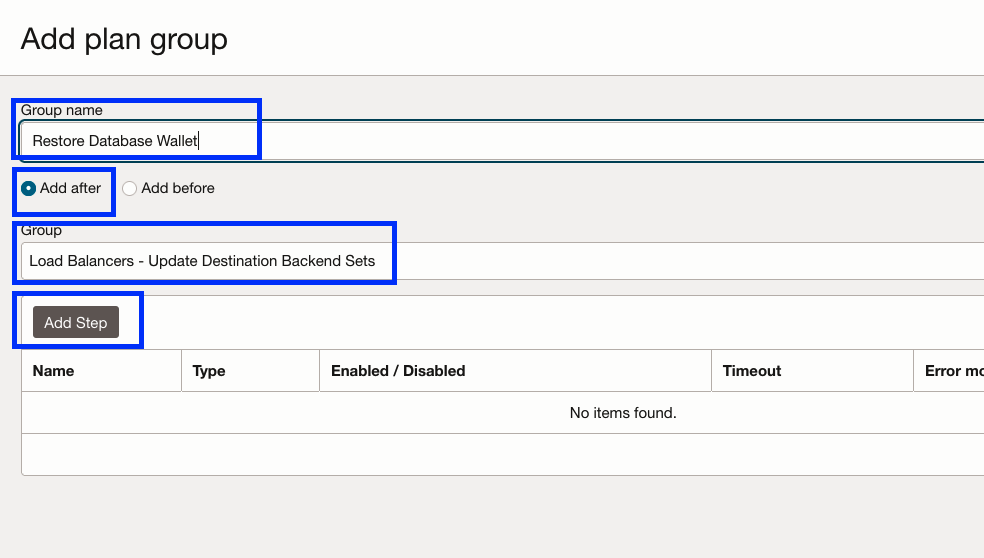 Add plan group
Group name
Restore Database Wallet
Add after Add before
Group
Load Balancers - Update Destination Backend Sets
Add Step
Name Type Enabled / Disabled Timeout Error mo
No items found.